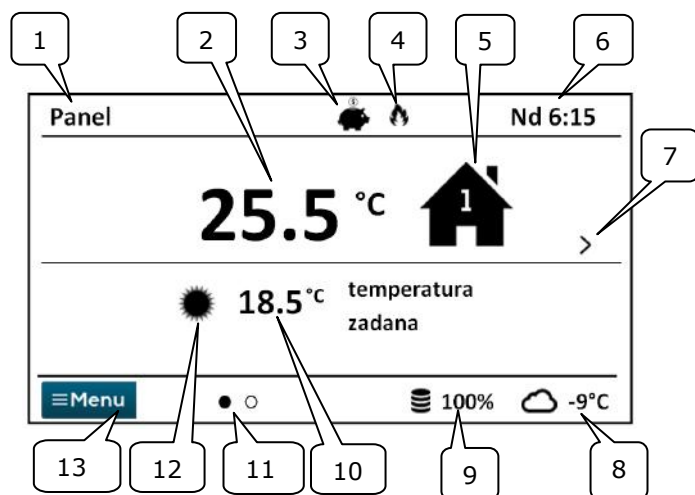 1 2 3 4 5 6
Panel Nd 6:15
7
25.5 °C 1
>
18.5°C temperatura
zadana
≡Menu 100% -9°C
13 12 11 10 9 8